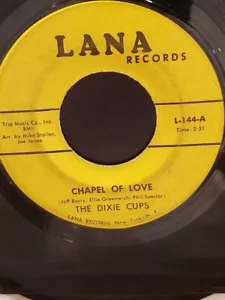 LANA
RECORDS
Trio Music Co., Inc.
BMI
Arr. by Mike Stoller,
Joe Jones
L-144-A
Time: 2:51
CHAPEL OF LOVE
(Jeff Barry, Ellie Greenwich, Phil Spector)
THE DIXIE CUPS
LANA RECORDS, New York, N. Y.